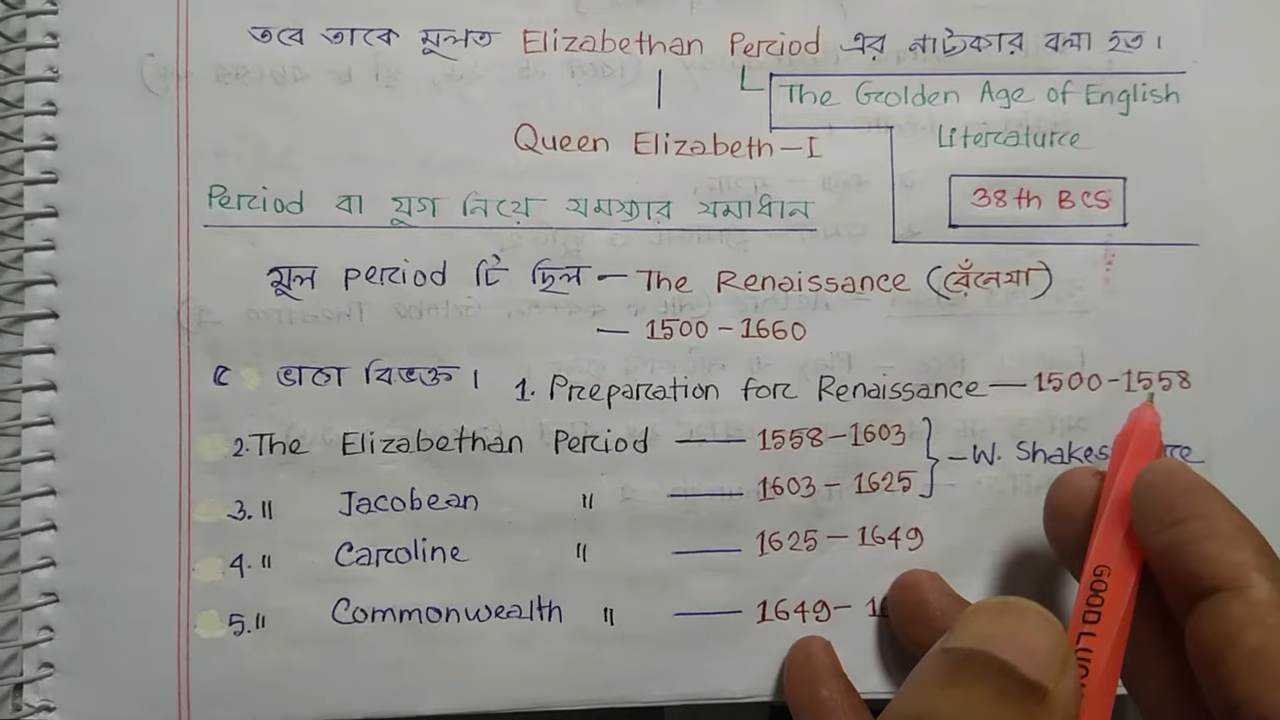 তবে তাকে মূলত Elizabethan Period এর নাট্যকার বলা হত।
The Golden Age of English
Literature
Queen Elizabeth-I
38th BCS
Period বা যুগ নিয়ে সমস্যার সমাধান
মূল period টি ছিল - The Renaissance (রেঁনেসা)
— 1500 - 1660
৫ ভাগে বিভক্ত।
1. Preparation for Renaissance — 1500-1558
2. The Elizabethan Period — 1558-1603
- W. Shakes
3. " Jacobean " — 1603 - 1625
4. " Caroline " — 1625 - 1649
5. " Commonwealth " — 1649-
GOOD LUC